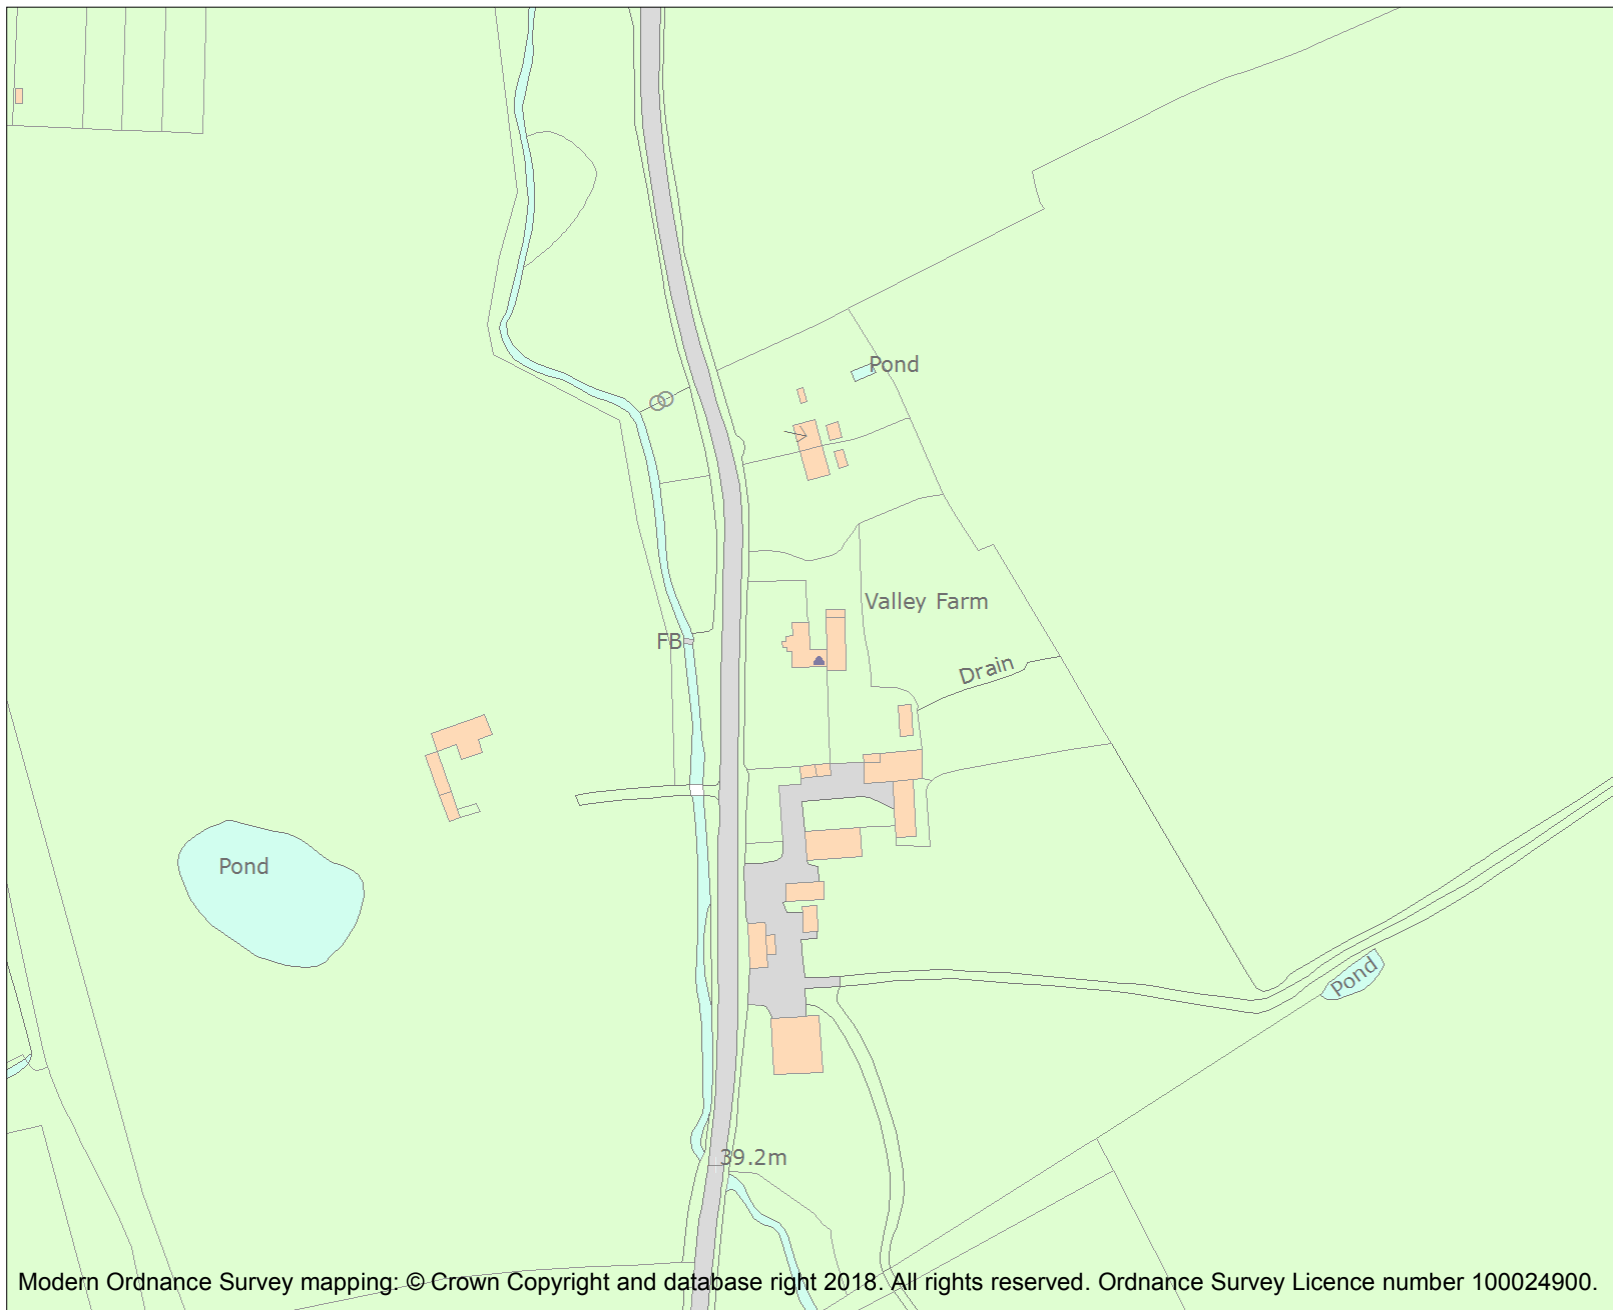 Pond
Valley Farm
FB
Drain
Pond
Pond
39.2m
Modern Ordnance Survey mapping: © Crown Copyright and database right 2018. All rights reserved. Ordnance Survey Licence number 100024900.